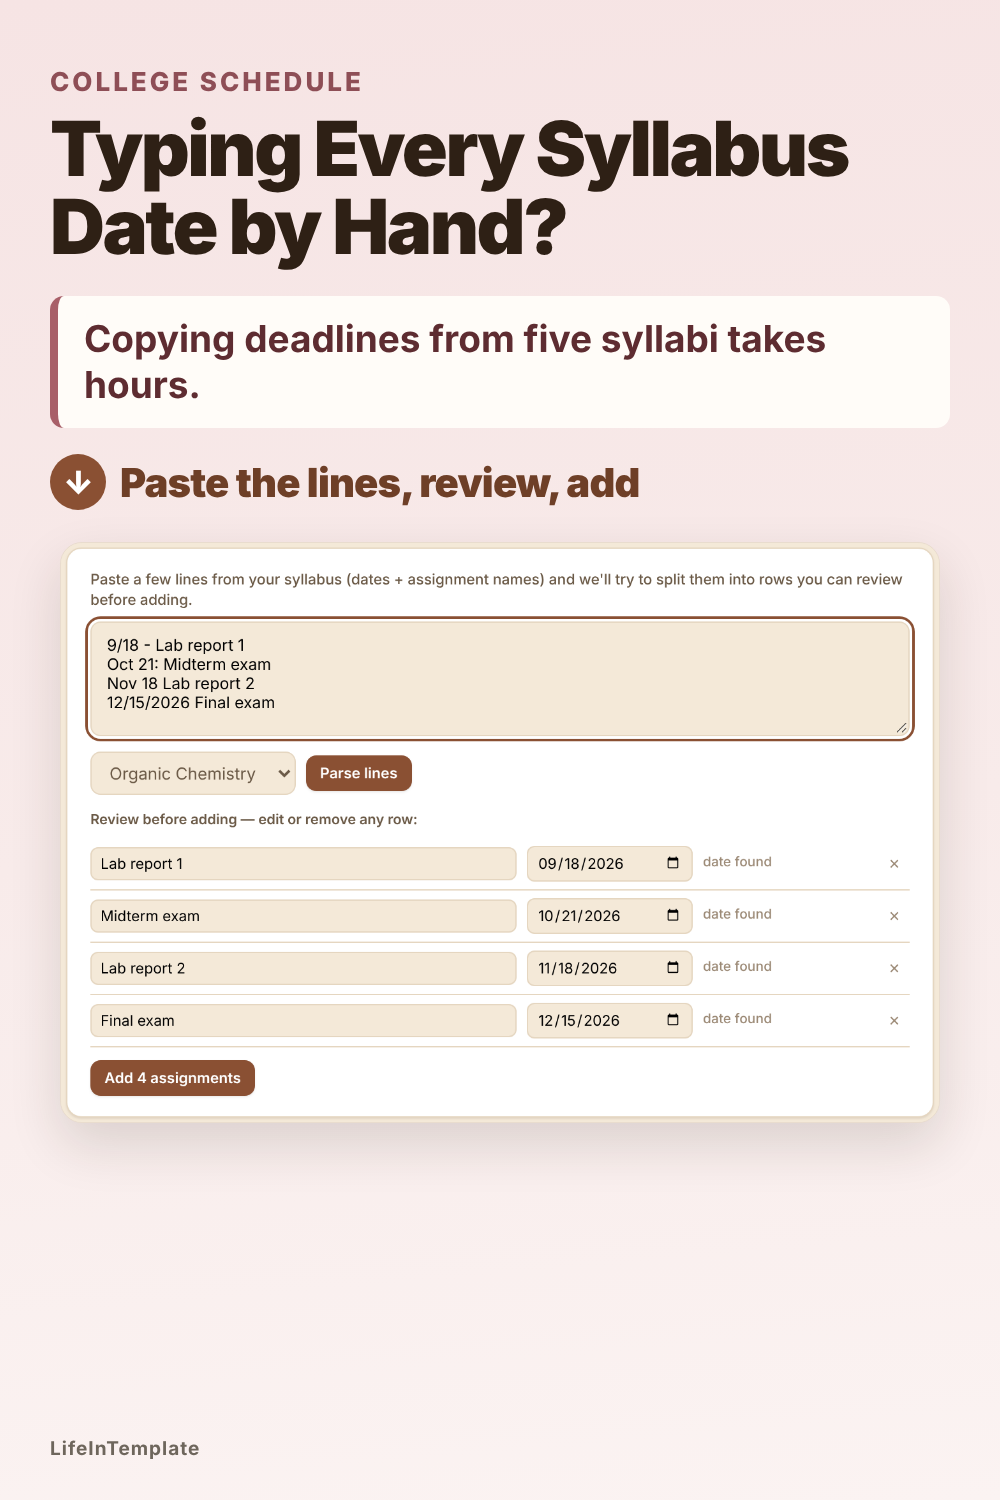 COLLEGE SCHEDULE
Typing Every Syllabus
Date by Hand?
Copying deadlines from five syllabi takes
hours.
Paste the lines, review, add
Paste a few lines from your syllabus (dates + assignment names) and we'll try to split them into rows you can review
before adding.
9/18 - Lab report 1
Oct 21: Midterm exam
Nov 18 Lab report 2
12/15/2026 Final exam
Organic Chemistry
Parse lines
Review before adding — edit or remove any row:
Lab report 1 09/18/2026 date found ×
Midterm exam 10/21/2026 date found ×
Lab report 2 11/18/2026 date found ×
Final exam 12/15/2026 date found ×
Add 4 assignments
LifeInTemplate